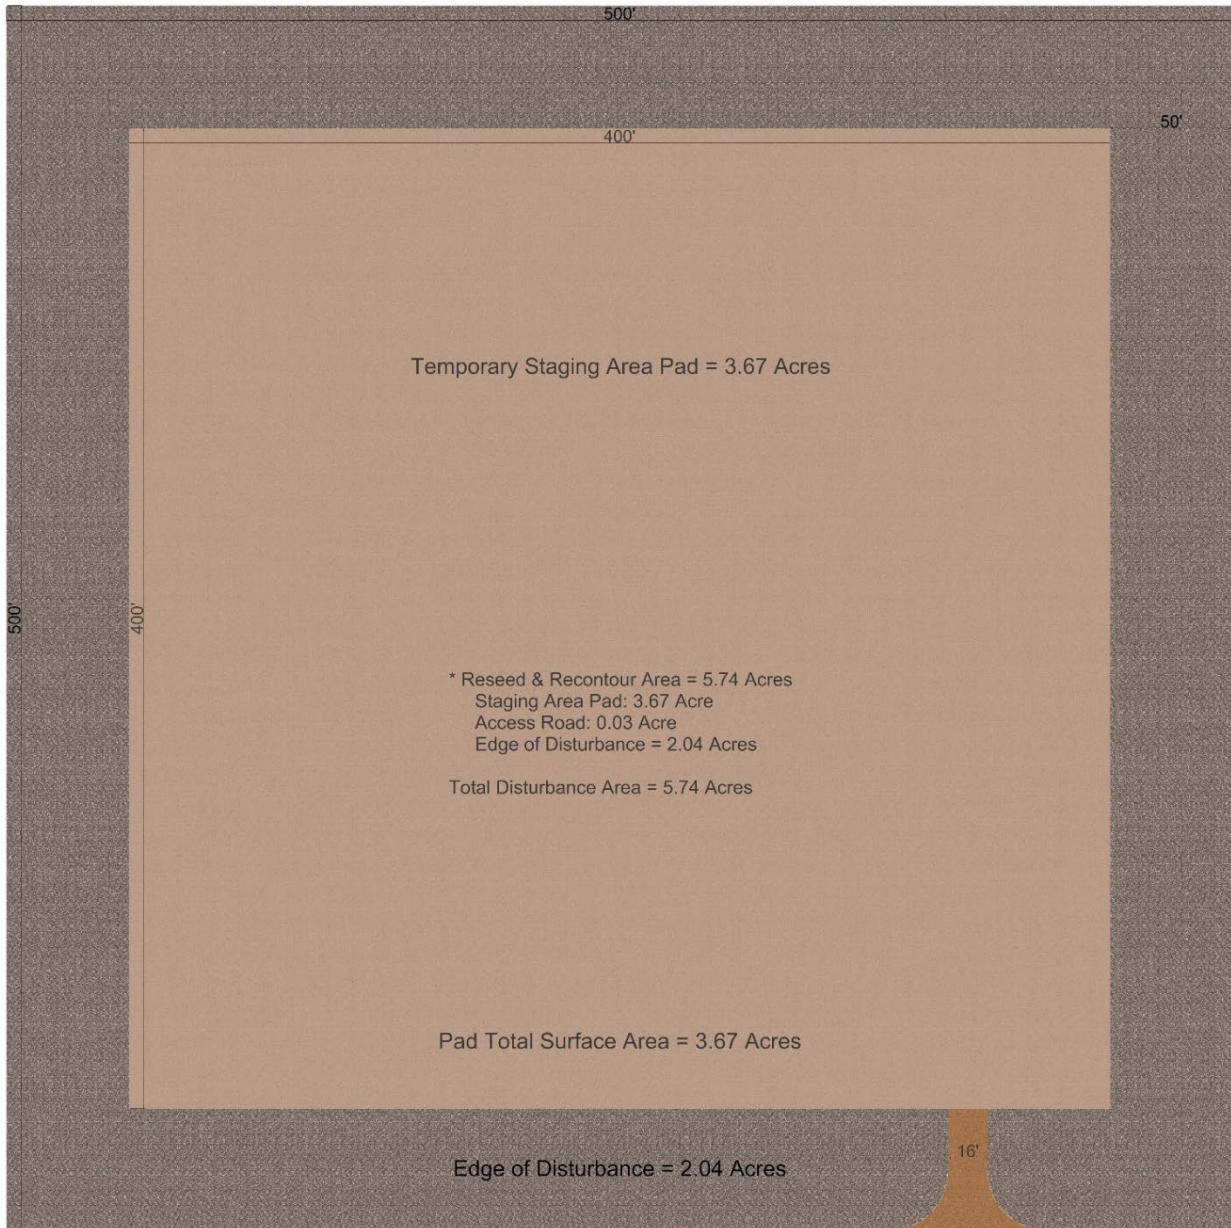 500'
50'
400'
Temporary Staging Area Pad = 3.67 Acres
500'
400'
* Reseed & Recontour Area = 5.74 Acres
Staging Area Pad: 3.67 Acre
Access Road: 0.03 Acre
Edge of Disturbance = 2.04 Acres
Total Disturbance Area = 5.74 Acres
Pad Total Surface Area = 3.67 Acres
16'
Edge of Disturbance = 2.04 Acres